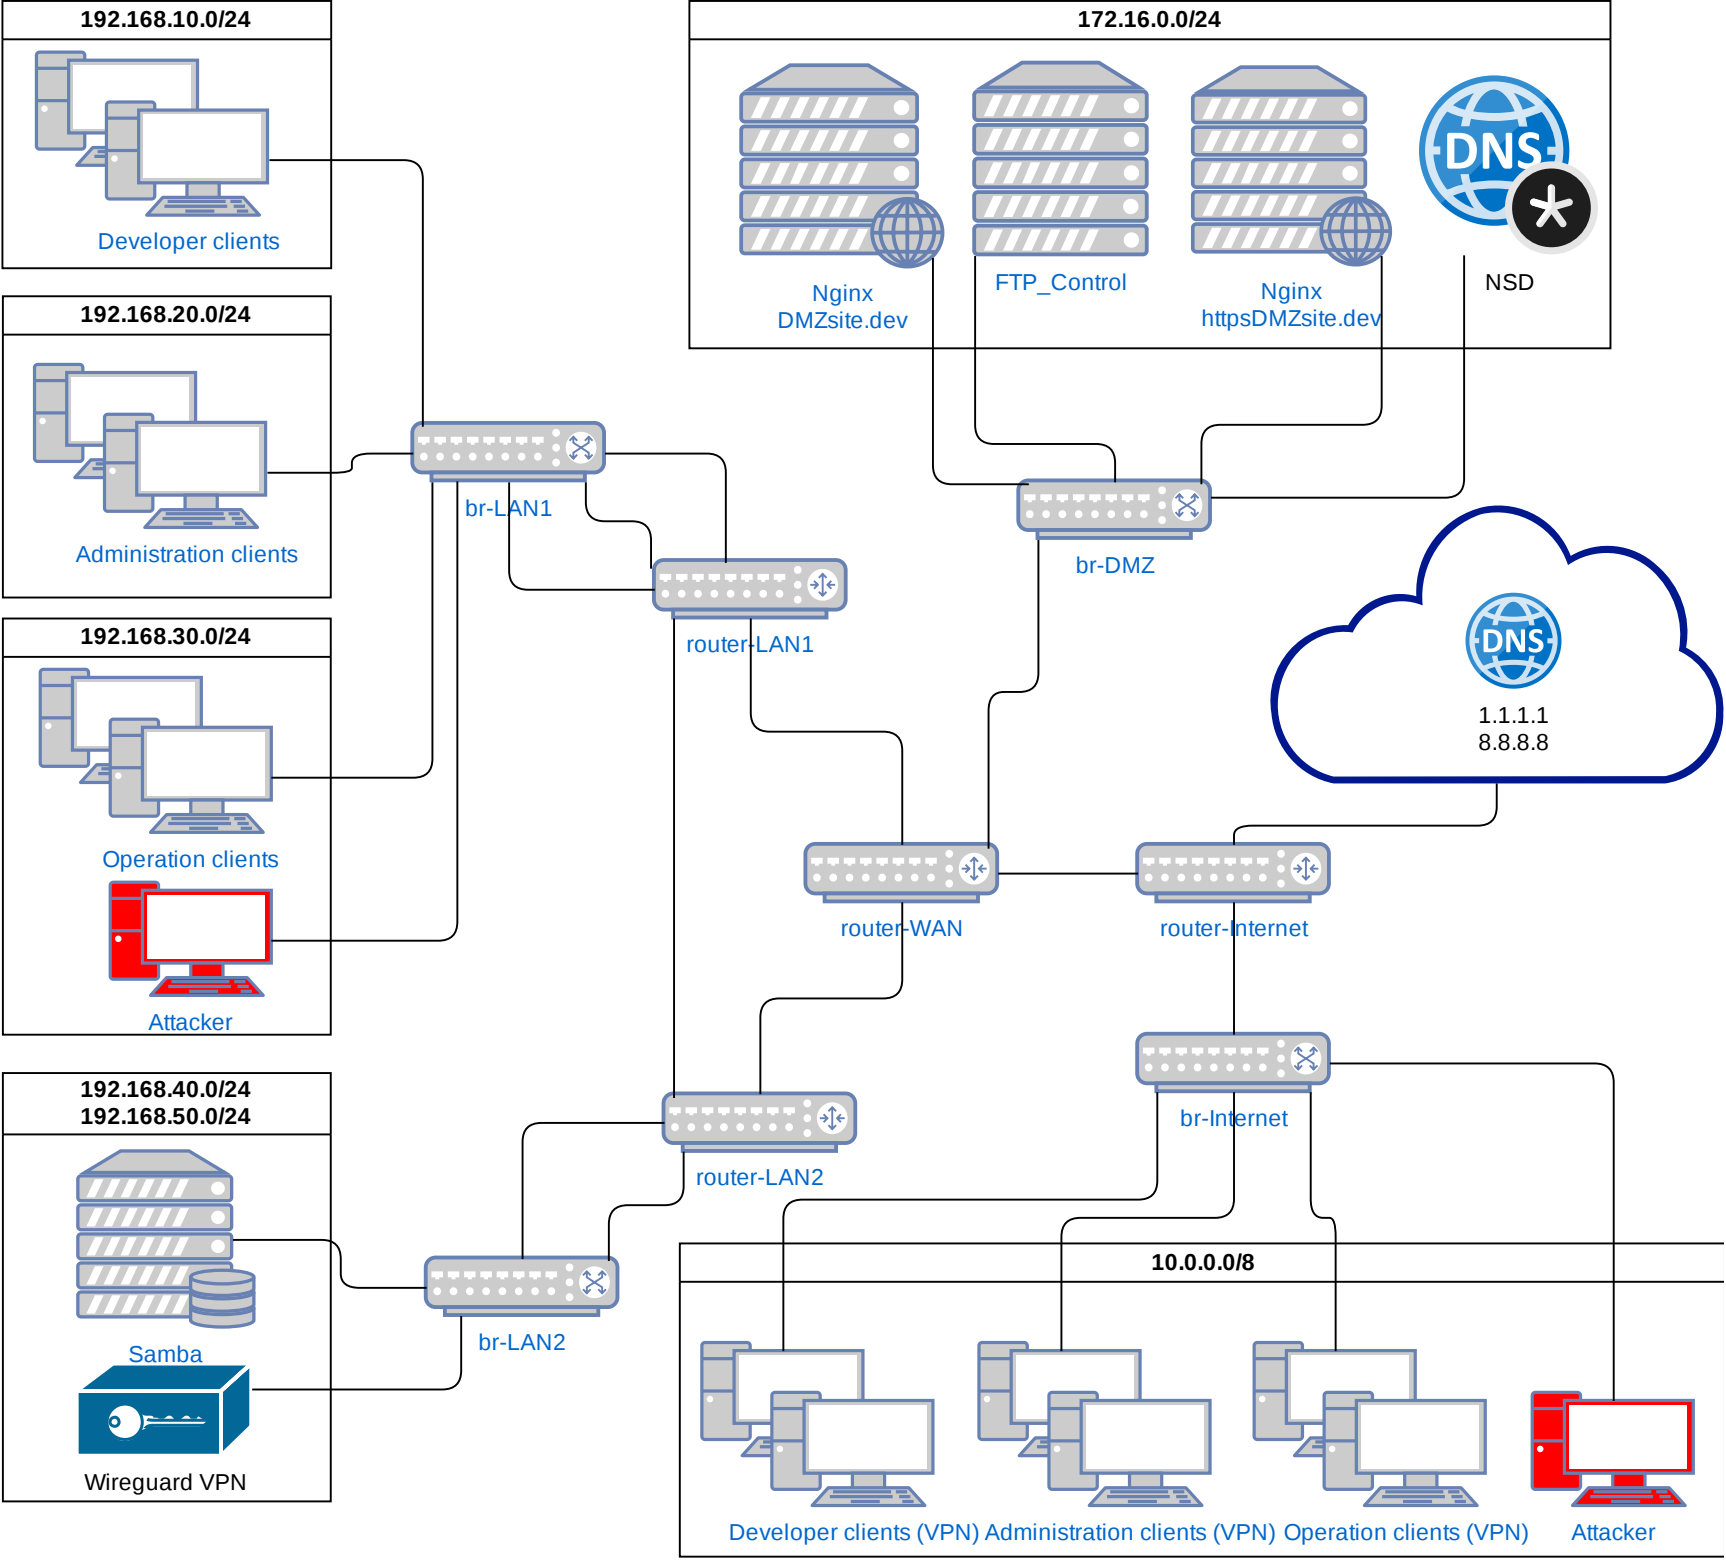 192.168.10.0/24
Developer clients
192.168.20.0/24
Administration clients
192.168.30.0/24
Operation clients
Attacker
192.168.40.0/24
192.168.50.0/24
Samba
Wireguard VPN
172.16.0.0/24
Nginx
DMZsite.dev
FTP_Control
Nginx
httpsDMZsite.dev
DNS
NSD
br-LAN1
router-LAN1
br-DMZ
DNS
1.1.1.1
8.8.8.8
router-WAN
router-Internet
br-Internet
router-LAN2
br-LAN2
10.0.0.0/8
Developer clients (VPN)
Administration clients (VPN)
Operation clients (VPN)
Attacker